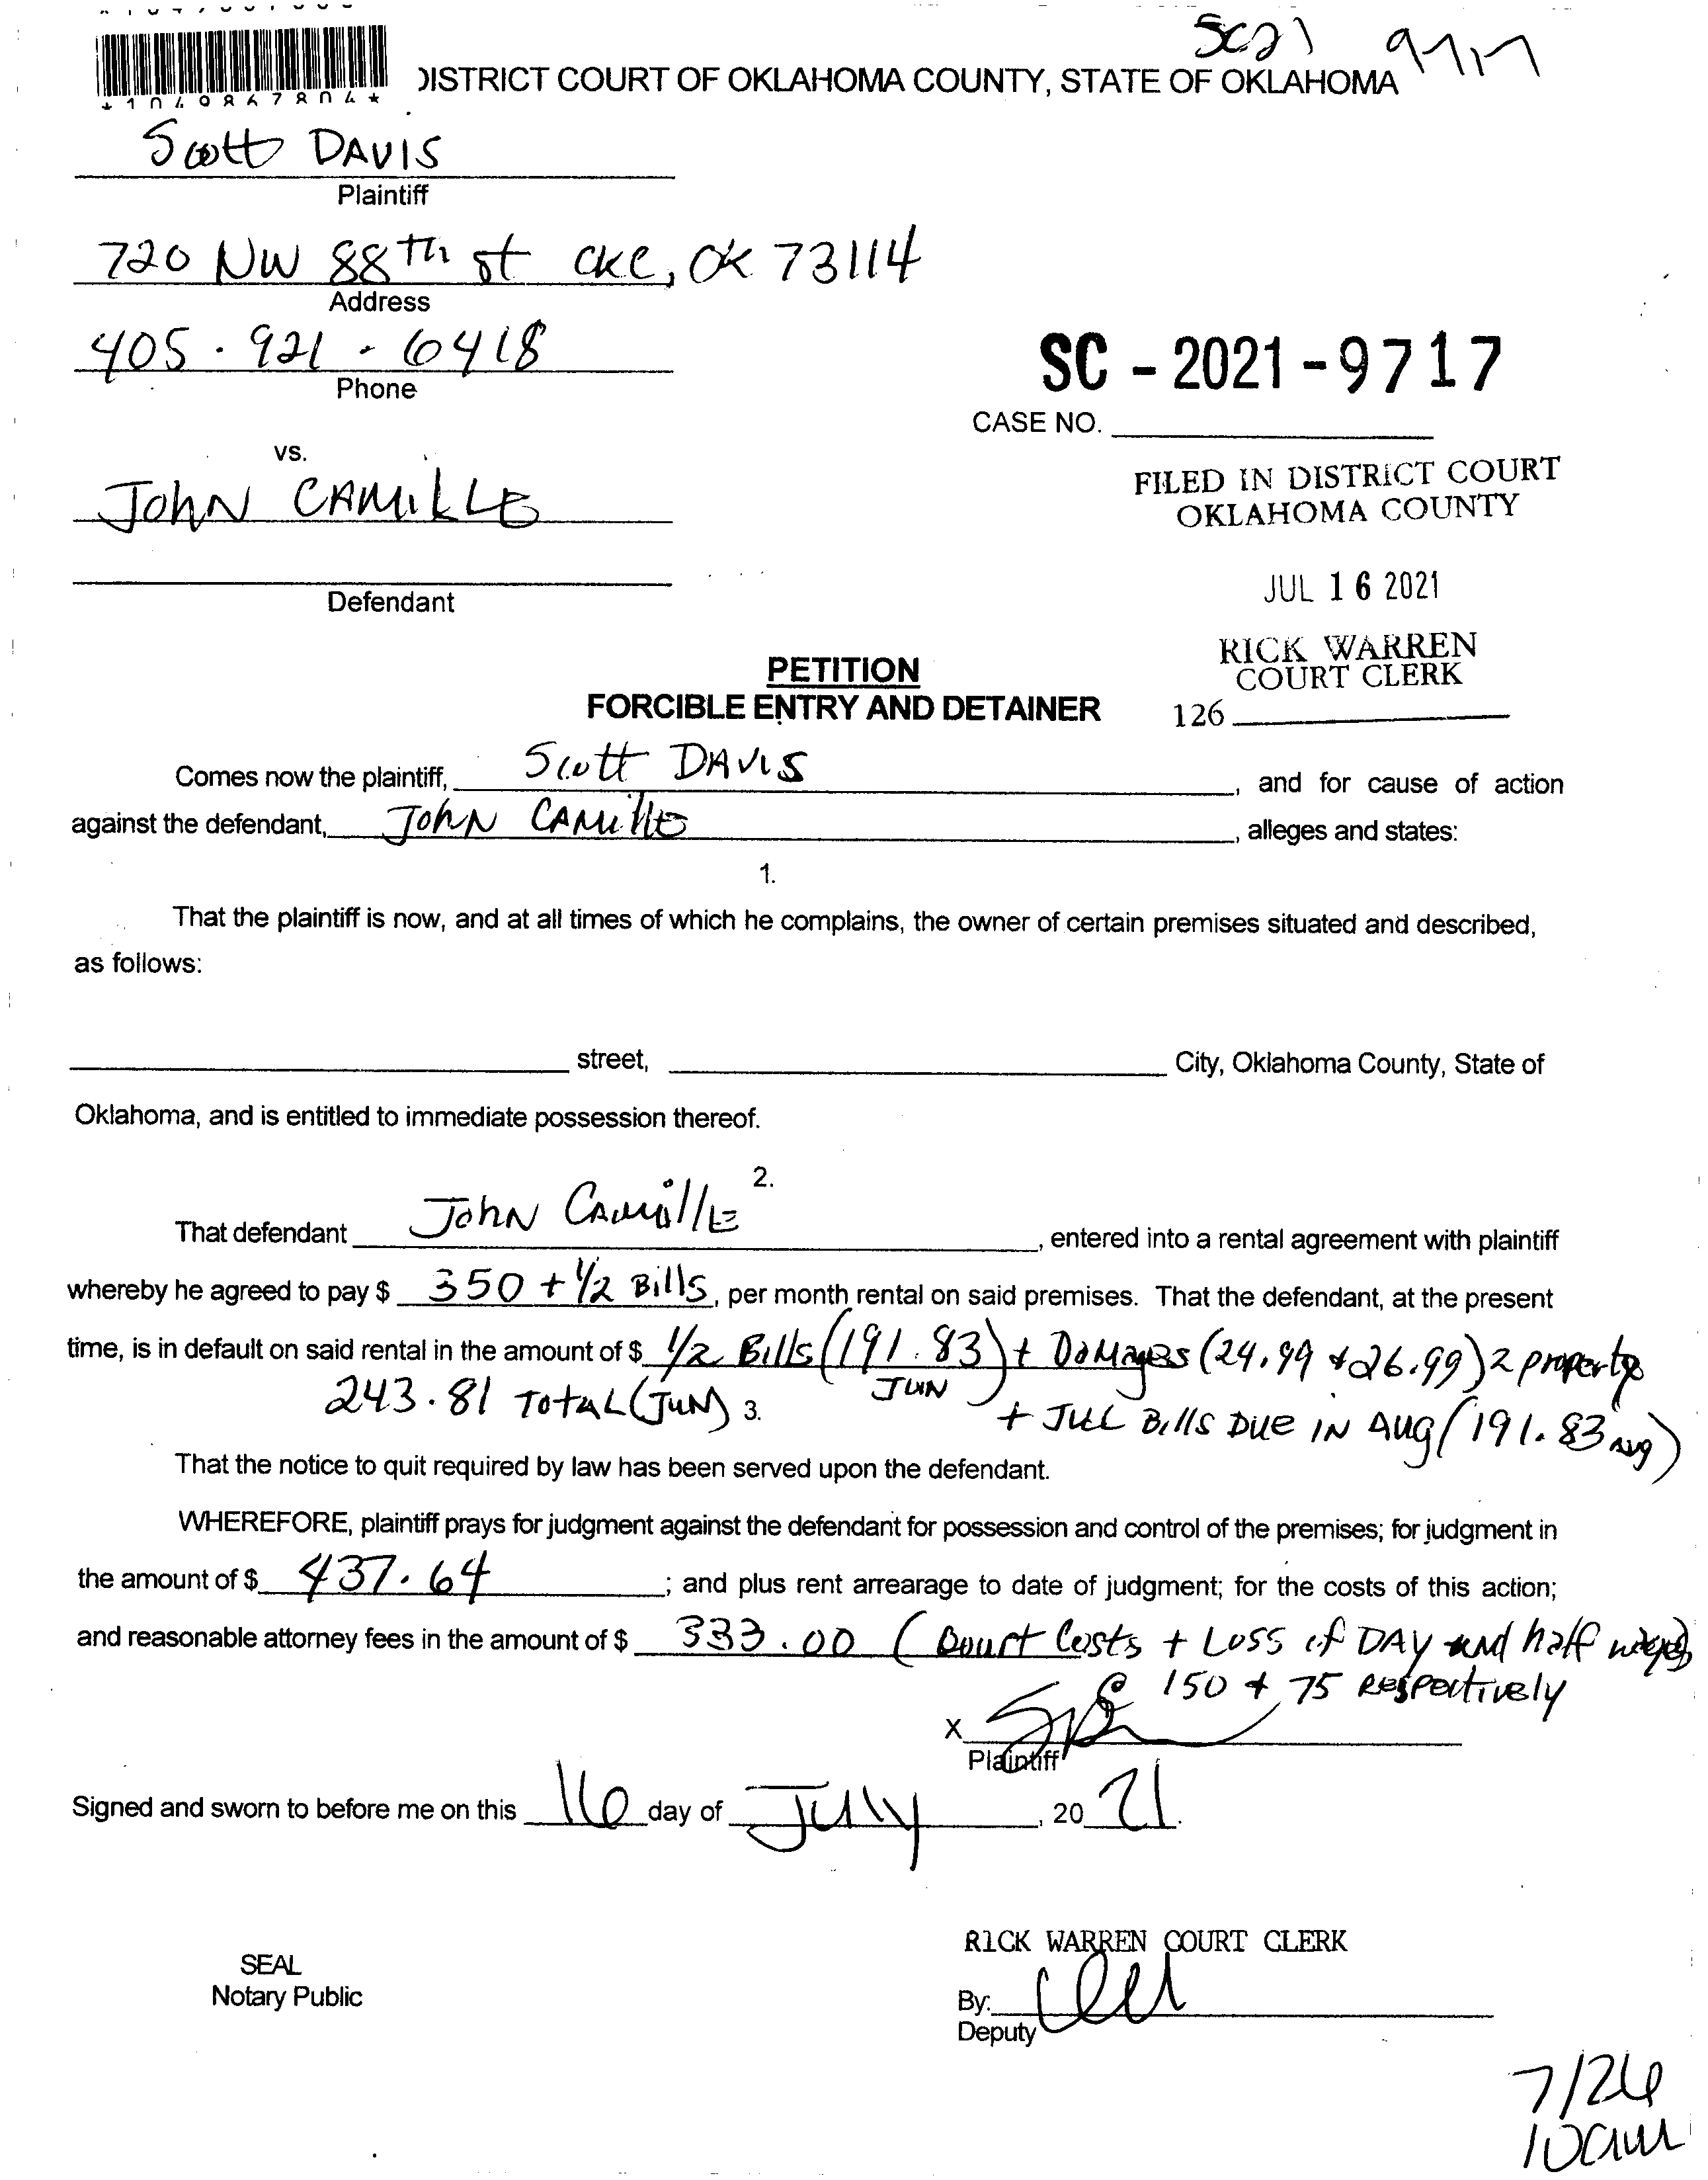 SC21 9717
DISTRICT COURT OF OKLAHOMA COUNTY, STATE OF OKLAHOMA
*1049867804*
Scott DAVIS
Plaintiff
720 NW 88th st OKC, OK 73114
Address
405 · 921 - 6418
Phone
SC - 2021 - 9717
CASE NO.
vs.
JOHN CAMILLE
FILED IN DISTRICT COURT
OKLAHOMA COUNTY
Defendant
JUL 16 2021
RICK WARREN
COURT CLERK
126
PETITION
FORCIBLE ENTRY AND DETAINER
Comes now the plaintiff, Scott DAVIS, and for cause of action
against the defendant, JOHN CAMILLE, alleges and states:
1.
That the plaintiff is now, and at all times of which he complains, the owner of certain premises situated and described,
as follows:
street, City, Oklahoma County, State of
Oklahoma, and is entitled to immediate possession thereof.
2.
That defendant JOHN CAMILLE, entered into a rental agreement with plaintiff
whereby he agreed to pay $ 350 + 1/2 Bills, per month rental on said premises. That the defendant, at the present
time, is in default on said rental in the amount of $ 1/2 Bills (191.83) + DaMages (24.99 + 26.99) 2 property
JUN
243.81 TOTAL (JUN) 3. + JUL Bills DUE IN AUg (191.83 Aug)
That the notice to quit required by law has been served upon the defendant.
WHEREFORE, plaintiff prays for judgment against the defendant for possession and control of the premises; for judgment in
the amount of $ 437.64; and plus rent arrearage to date of judgment; for the costs of this action;
and reasonable attorney fees in the amount of $ 333.00 (Court Costs + Loss of DAY and half wages)
@ 150 + 75 Respectively
X
Plaintiff
Signed and sworn to before me on this 16 day of July, 2021.
RICK WARREN COURT CLERK
SEAL
Notary Public
By:
Deputy
7/26
10am